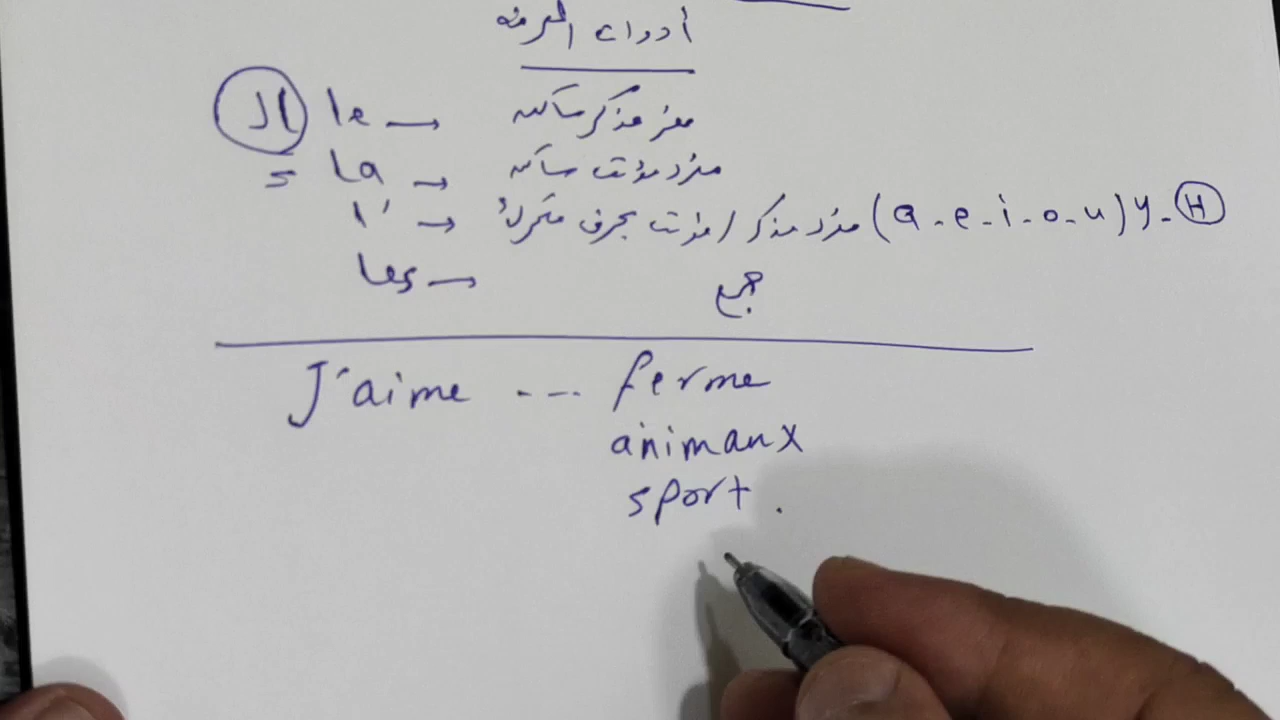 أدوات المعرفة
ال le → مفرد مذكر ساكن
= la → مفرد مؤنث ساكن
l' → مفرد مذكر / مؤنث بحرف متحرك (a-e-i-o-u) y-H
les → جمع
J'aime --- ferme
animaux
sport.